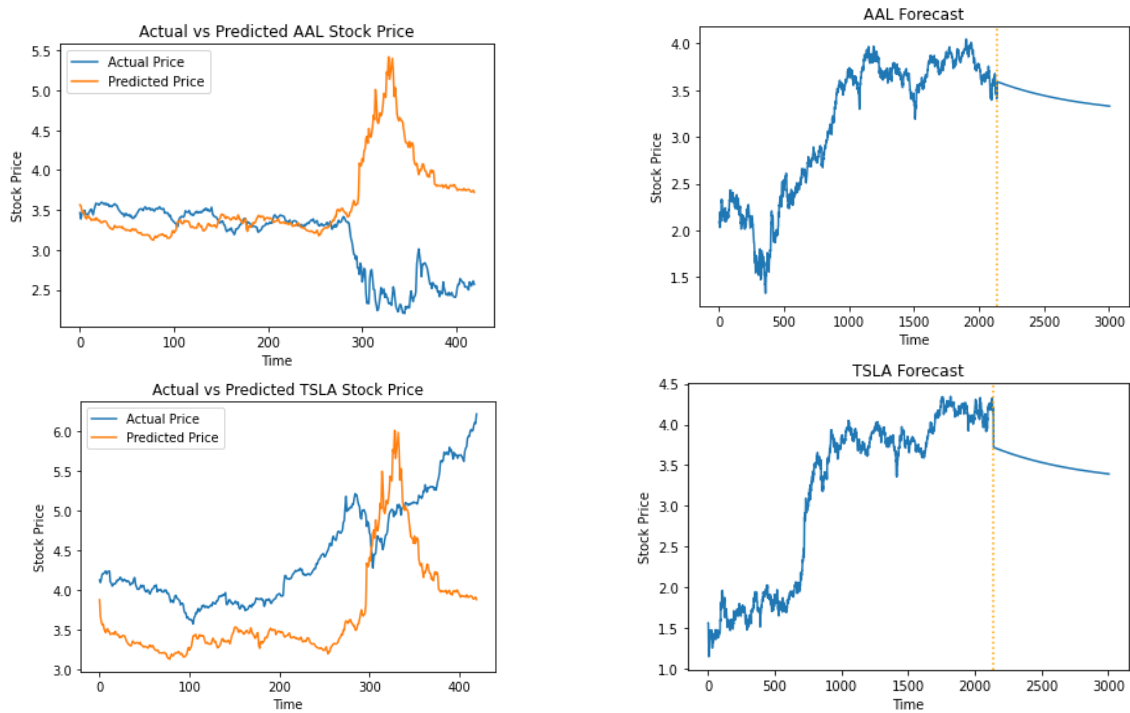 Actual vs Predicted AAL Stock Price
Actual Price
Predicted Price
5.5
5.0
4.5
4.0
3.5
3.0
2.5
Stock Price
0 100 200 300 400
Time
AAL Forecast
4.0
3.5
3.0
2.5
2.0
1.5
Stock Price
0 500 1000 1500 2000 2500 3000
Time
Actual vs Predicted TSLA Stock Price
Actual Price
Predicted Price
6.0
5.5
5.0
4.5
4.0
3.5
3.0
Stock Price
0 100 200 300 400
Time
TSLA Forecast
4.5
4.0
3.5
3.0
2.5
2.0
1.5
1.0
Stock Price
0 500 1000 1500 2000 2500 3000
Time